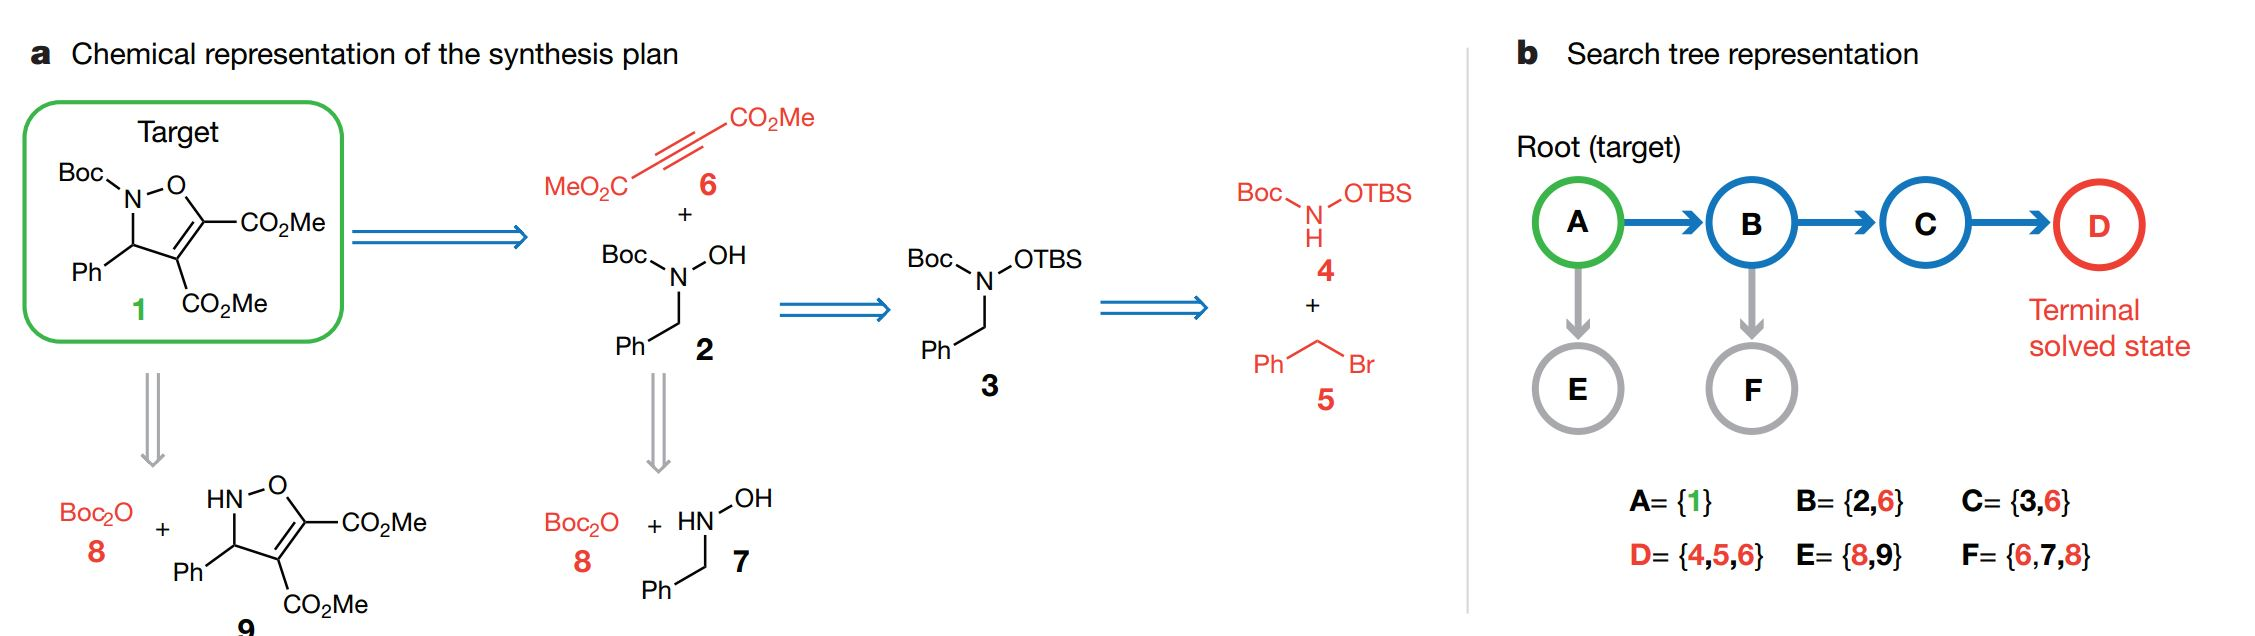 a Chemical representation of the synthesis plan
Target
Boc
N
O
CO₂Me
Ph
CO₂Me
1
CO₂Me
MeO₂C
6
+
Boc
OH
N
Ph
2
Boc
OTBS
N
Ph
3
Boc
OTBS
N
H
4
+
Ph
Br
5
Boc₂O
8
+
HN
O
CO₂Me
Ph
CO₂Me
9
Boc₂O
8
+
HN
OH
Ph
7
b Search tree representation
Root (target)
A
B
C
D
Terminal
solved state
E
F
A= {1} B= {2,6} C= {3,6}
D= {4,5,6} E= {8,9} F= {6,7,8}